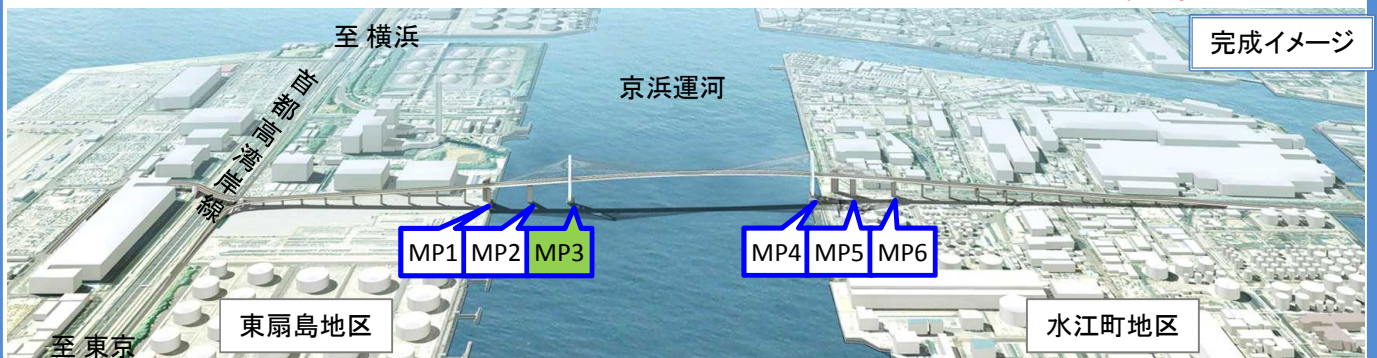 至 横浜
完成イメージ
首都高湾岸線
京浜運河
MP1
MP2
MP3
MP4
MP5
MP6
東扇島地区
水江町地区
至 東京